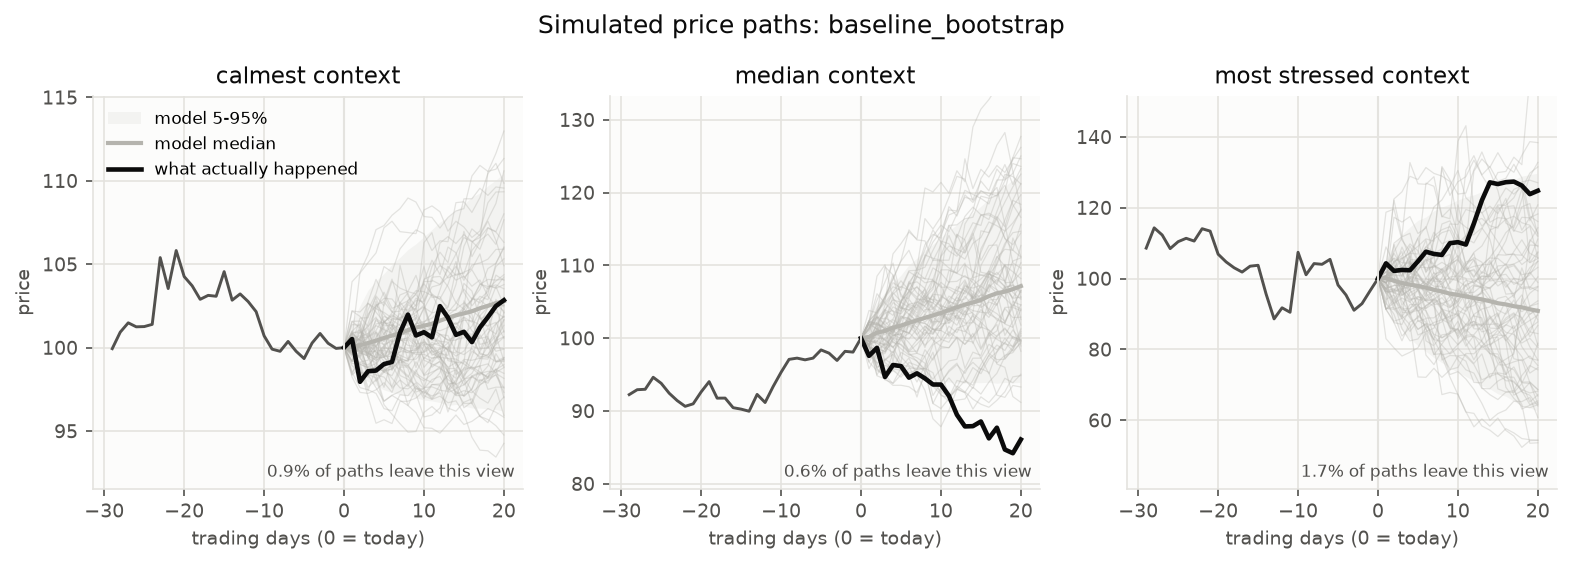 Simulated price paths: baseline_bootstrap
calmest context
115
110
105
100
95
price
model 5-95%
model median
what actually happened
0.9% of paths leave this view
−30
−20
−10
0
10
20
trading days (0 = today)
median context
130
120
110
100
90
80
price
0.6% of paths leave this view
−30
−20
−10
0
10
20
trading days (0 = today)
most stressed context
140
120
100
80
60
price
1.7% of paths leave this view
−30
−20
−10
0
10
20
trading days (0 = today)